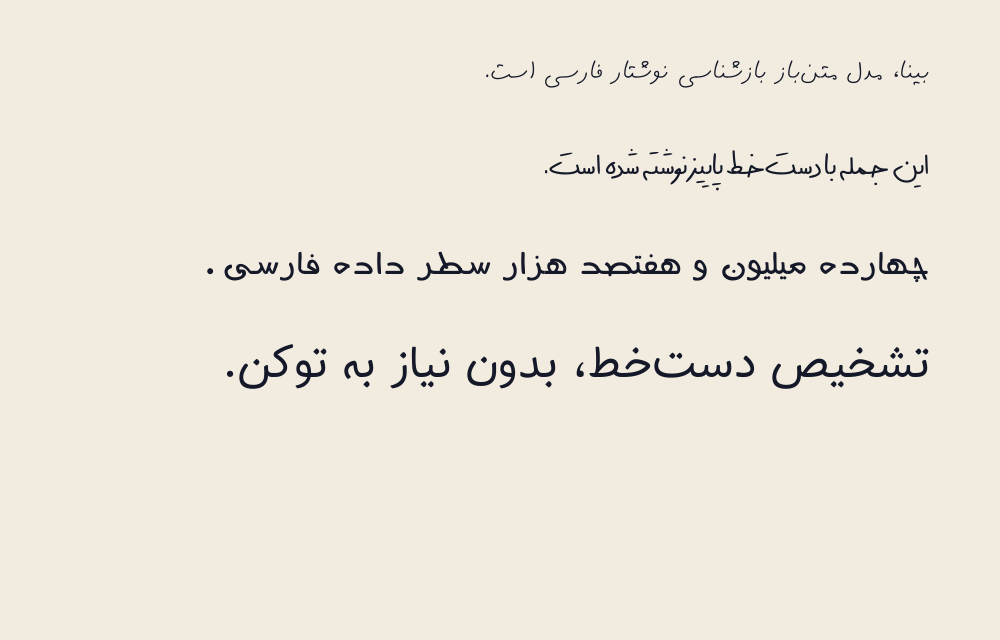 بینا، مدل متن‌باز بازشناسی نوشتار فارسی است.
این جمله با دست خط پاییز نوشته شده است.
چهارده میلیون و هفتصد هزار سطر داده فارسی .
تشخیص دست‌خط، بدون نیاز به توکن.